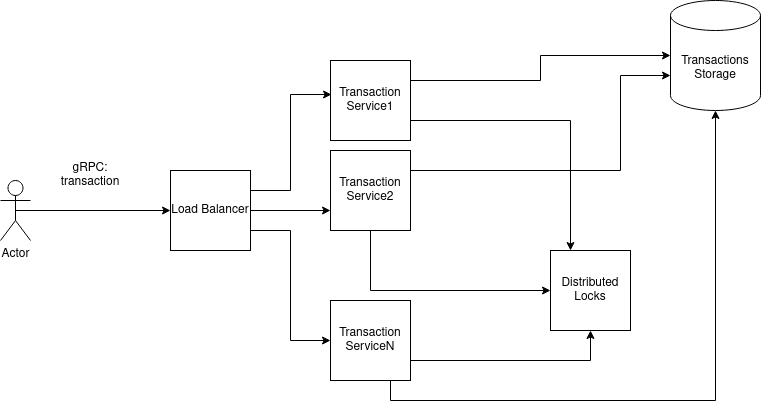 Transactions
Storage
Transaction
Service1
gRPC:
transaction
Transaction
Service2
Load Balancer
Actor
Distributed
Locks
Transaction
ServiceN